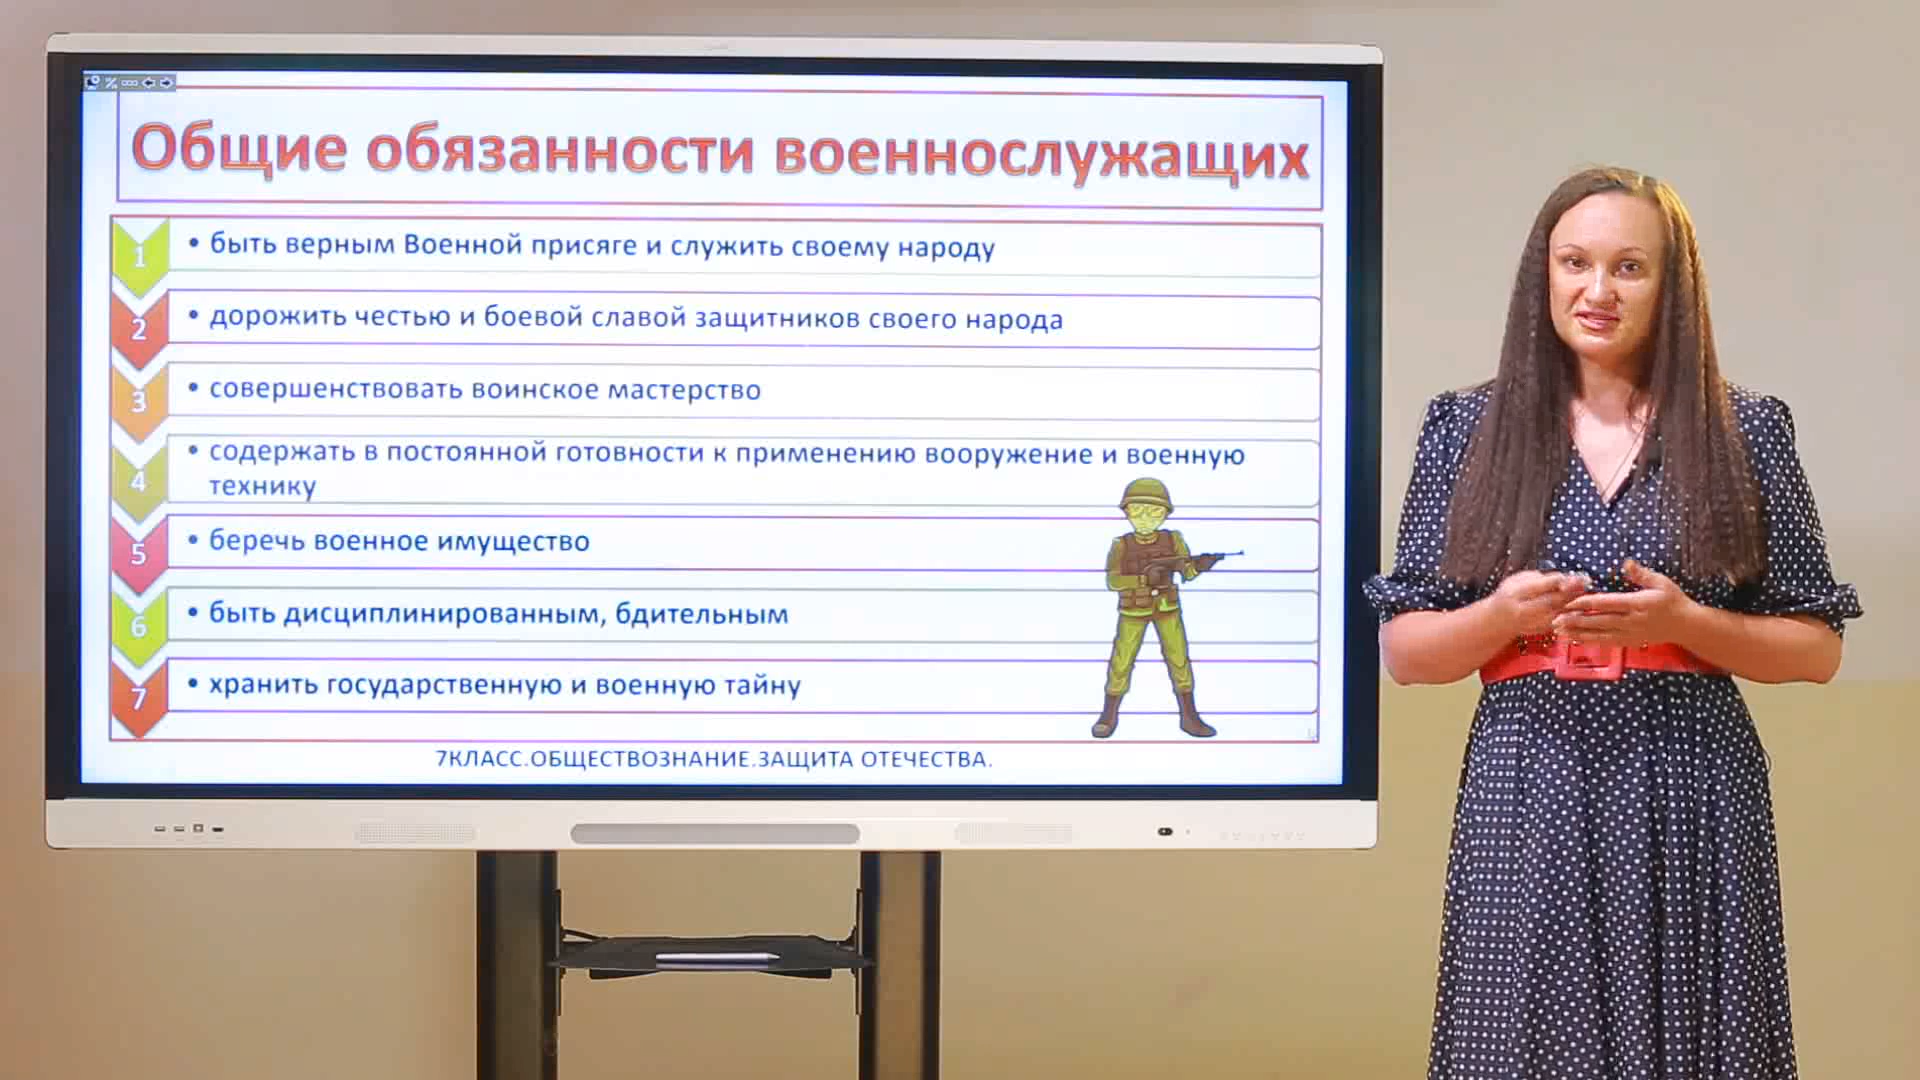 Общие обязанности военнослужащих
1
• быть верным Военной присяге и служить своему народу
2
• дорожить честью и боевой славой защитников своего народа
3
• совершенствовать воинское мастерство
4
• содержать в постоянной готовности к применению вооружение и военную
технику
5
• беречь военное имущество
6
• быть дисциплинированным, бдительным
7
• хранить государственную и военную тайну
7КЛАСС.ОБЩЕСТВОЗНАНИЕ.ЗАЩИТА ОТЕЧЕСТВА.